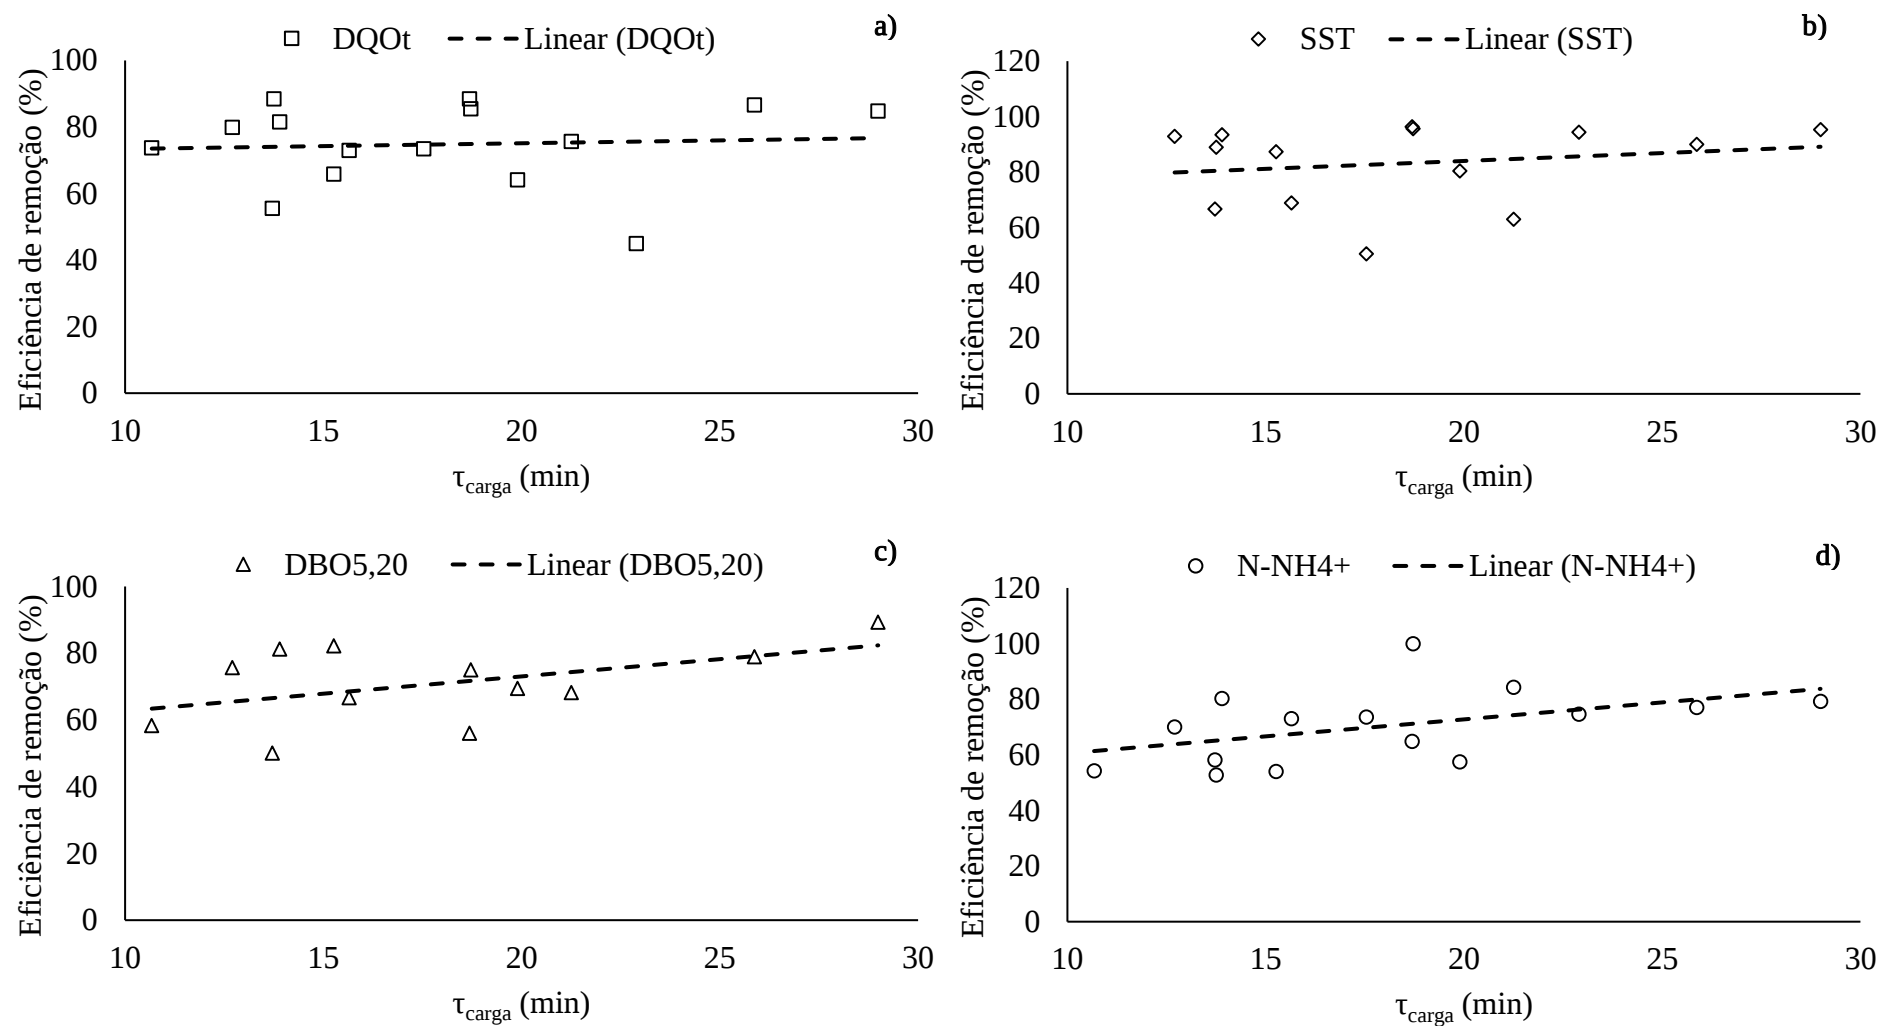 DQOt Linear (DQOt) a)
Eficiência de remoção (%)
100
80
60
40
20
0
10 15 20 25 30
τcarga (min)
SST Linear (SST) b)
Eficiência de remoção (%)
120
100
80
60
40
20
0
10 15 20 25 30
τcarga (min)
DBO5,20 Linear (DBO5,20) c)
Eficiência de remoção (%)
100
80
60
40
20
0
10 15 20 25 30
τcarga (min)
N-NH4+ Linear (N-NH4+) d)
Eficiência de remoção (%)
120
100
80
60
40
20
0
10 15 20 25 30
τcarga (min)